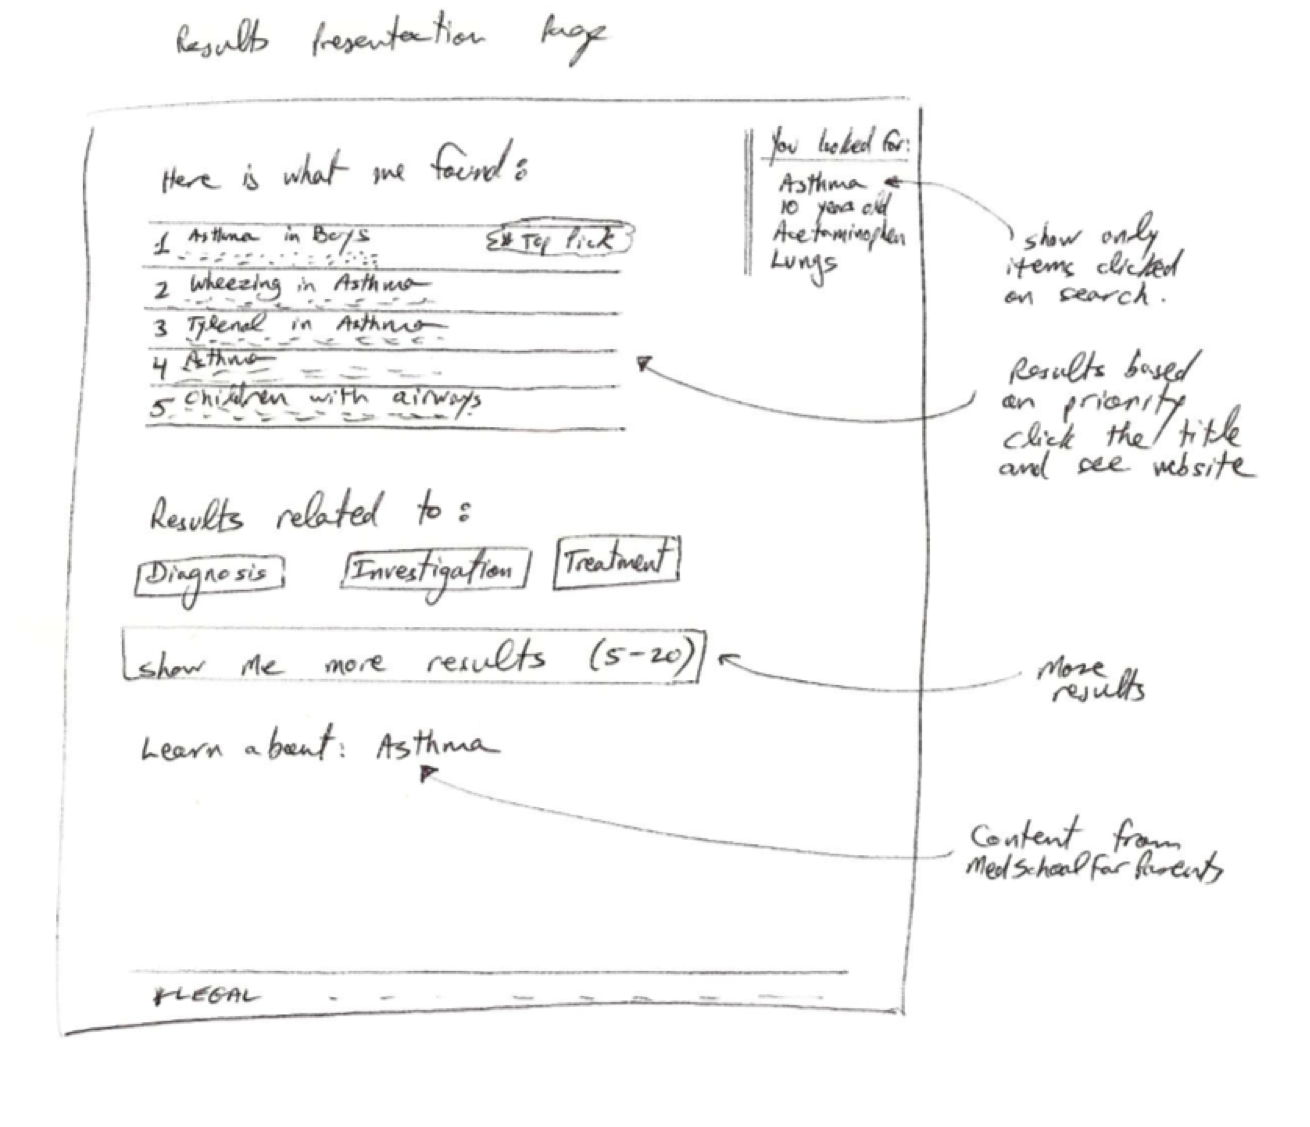 Results Presentation Page
Here is what we found:
1 Asthma in Boys
Top Pick
2 Wheezing in Asthma
3 Tylenol in Asthma
4 Asthma
5 Children with airways
You looked for:
Asthma
10 years old
Acetaminophen
Lungs
show only
items clicked
on search.
Results based
on priority
click the title
and see website
Results related to:
Diagnosis
Investigation
Treatment
show me more results (5-20)
More
results
Learn about: Asthma
Content from
MedSchoolForParents
*LEGAL